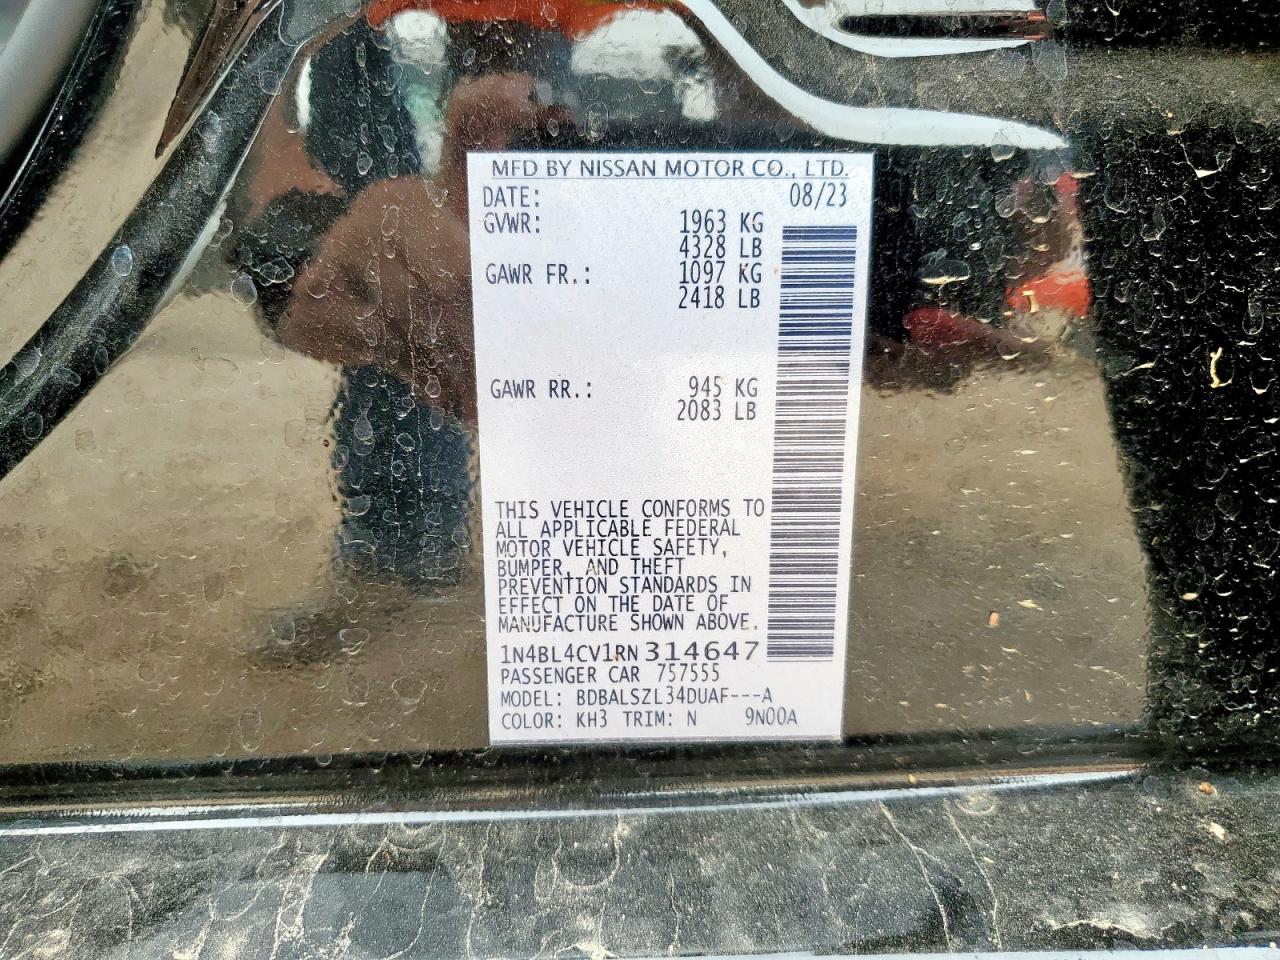 MFD BY NISSAN MOTOR CO., LTD.
DATE: 08/23
GVWR: 1963 KG
4328 LB
GAWR FR.: 1097 KG
2418 LB
GAWR RR.: 945 KG
2083 LB
THIS VEHICLE CONFORMS TO
ALL APPLICABLE FEDERAL
MOTOR VEHICLE SAFETY,
BUMPER, AND THEFT
PREVENTION STANDARDS IN
EFFECT ON THE DATE OF
MANUFACTURE SHOWN ABOVE.
1N4BL4CV1RN314647
PASSENGER CAR 757555
MODEL: BDBALSZL34DUAF---A
COLOR: KH3 TRIM: N 9N00A